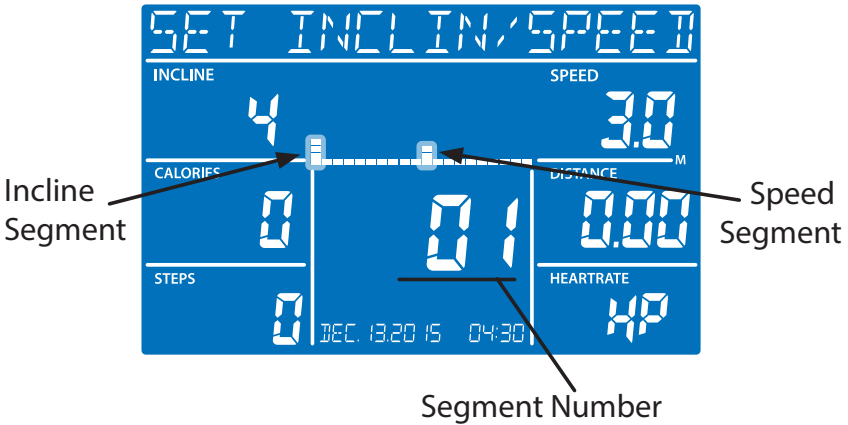 SET INCLIN/SPEED
INCLINE
SPEED
4
3.0
M
CALORIES
DISTANCE
Incline
Segment
Speed
Segment
0
01
0.00
STEPS
HEARTRATE
0
DEC. 13.2015 04:30
HP
Segment Number